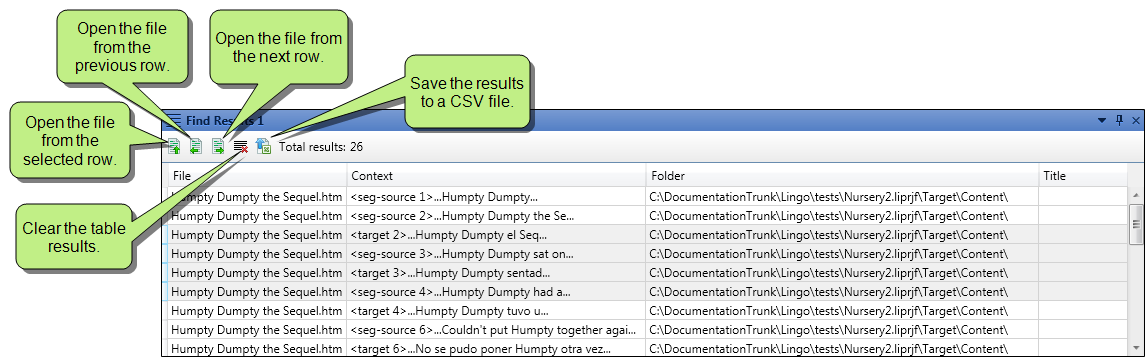 Open the file
from the
previous row.
Open the file from
the next row.
Save the results
to a CSV file.
Open the file
from the
selected row.
Clear the table
results.
Find Results 1
Total results: 26
File Context Folder Title
Humpty Dumpty the Sequel.htm <seg-source 1>...Humpty Dumpty... C:\DocumentationTrunk\Lingo\tests\Nursery2.liprjf\Target\Content\
Humpty Dumpty the Sequel.htm <seg-source 2>...Humpty Dumpty the Se... C:\DocumentationTrunk\Lingo\tests\Nursery2.liprjf\Target\Content\
Humpty Dumpty the Sequel.htm <target 2>...Humpty Dumpty el Seq... C:\DocumentationTrunk\Lingo\tests\Nursery2.liprjf\Target\Content\
Humpty Dumpty the Sequel.htm <seg-source 3>...Humpty Dumpty sat on... C:\DocumentationTrunk\Lingo\tests\Nursery2.liprjf\Target\Content\
Humpty Dumpty the Sequel.htm <target 3>...Humpty Dumpty sentad... C:\DocumentationTrunk\Lingo\tests\Nursery2.liprjf\Target\Content\
Humpty Dumpty the Sequel.htm <seg-source 4>...Humpty Dumpty had a... C:\DocumentationTrunk\Lingo\tests\Nursery2.liprjf\Target\Content\
Humpty Dumpty the Sequel.htm <target 4>...Humpty Dumpty tuvo u... C:\DocumentationTrunk\Lingo\tests\Nursery2.liprjf\Target\Content\
Humpty Dumpty the Sequel.htm <seg-source 6>...Couldn't put Humpty together agai... C:\DocumentationTrunk\Lingo\tests\Nursery2.liprjf\Target\Content\
Humpty Dumpty the Sequel.htm <target 6>...No se pudo poner Humpty otra vez... C:\DocumentationTrunk\Lingo\tests\Nursery2.liprjf\Target\Content\